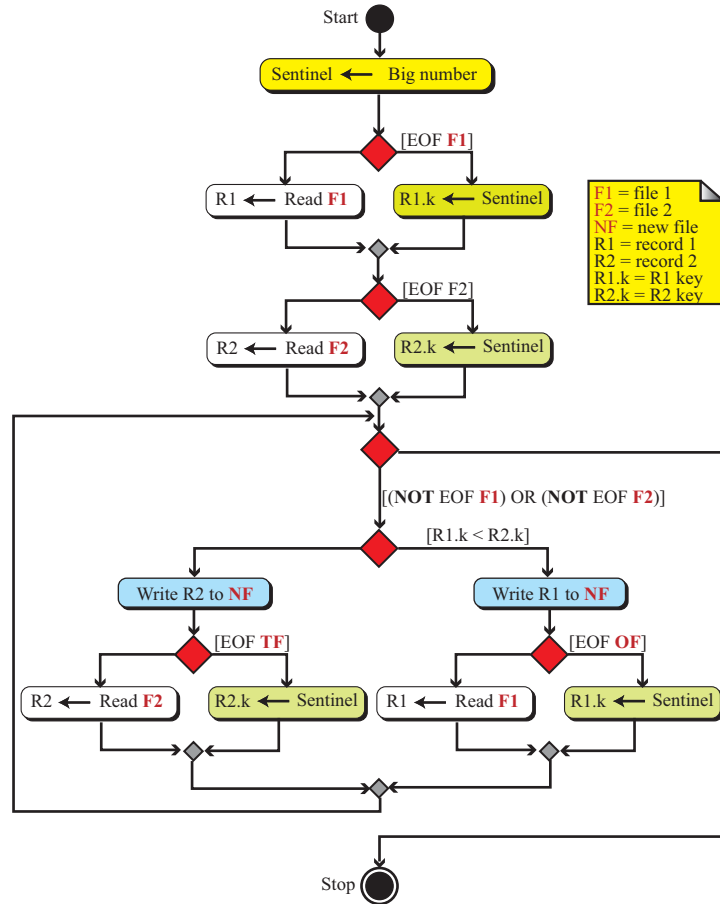 Start
Sentinel ← Big number
[EOF F1]
R1 ← Read F1
R1.k ← Sentinel
F1 = file 1
F2 = file 2
NF = new file
R1 = record 1
R2 = record 2
R1.k = R1 key
R2.k = R2 key
[EOF F2]
R2 ← Read F2
R2.k ← Sentinel
[(NOT EOF F1) OR (NOT EOF F2)]
[R1.k < R2.k]
Write R2 to NF
Write R1 to NF
[EOF TF]
[EOF OF]
R2 ← Read F2
R2.k ← Sentinel
R1 ← Read F1
R1.k ← Sentinel
Stop